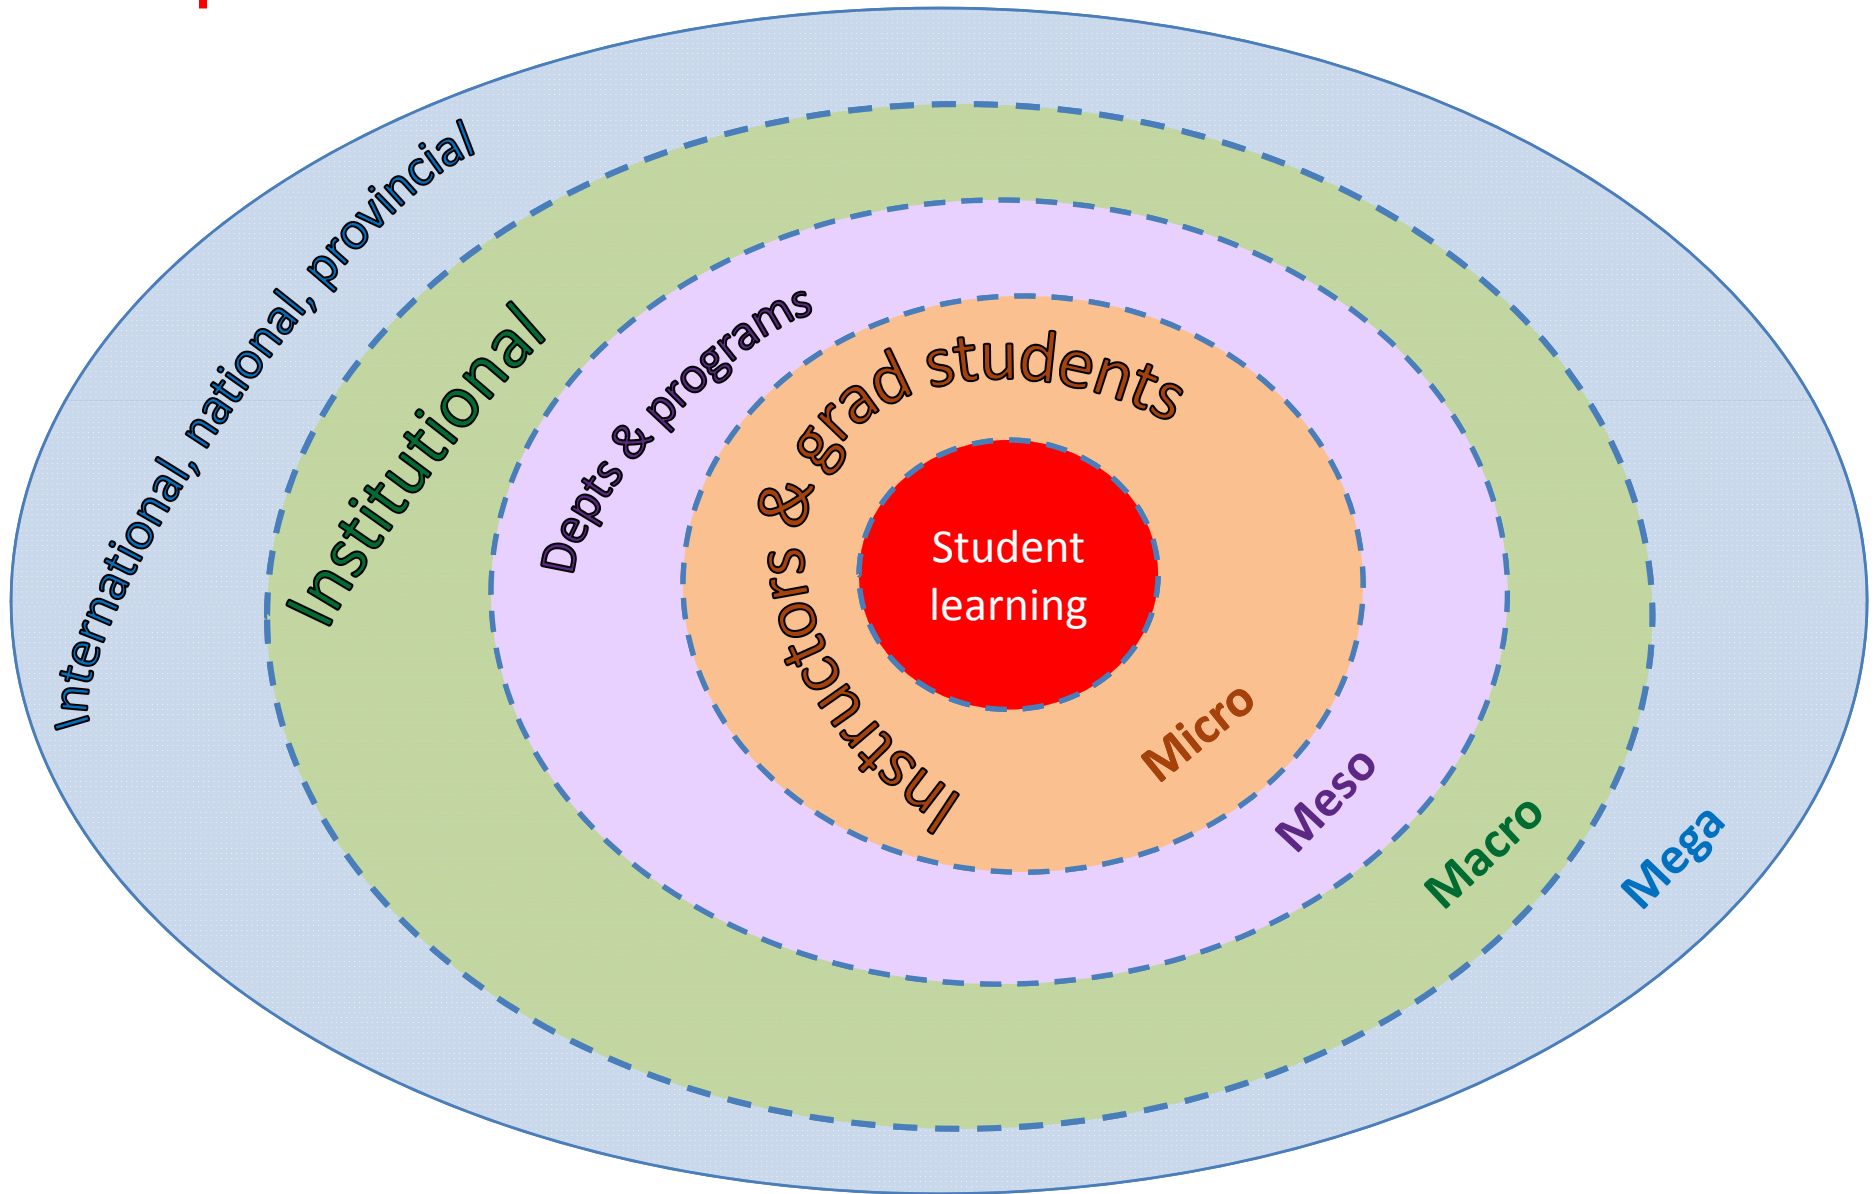 International, national, provincial
Institutional
Depts & programs
Instructors & grad students
Student
learning
Micro
Meso
Macro
Mega